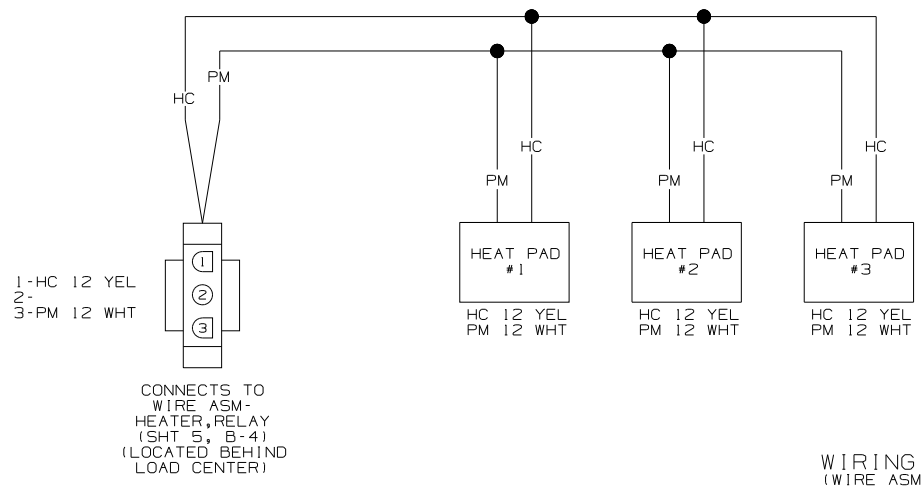 HC
PM
HC
PM
HC
PM
HC
PM
HEAT PAD
#1
HEAT PAD
#2
HEAT PAD
#3
HC 12 YEL
PM 12 WHT
HC 12 YEL
PM 12 WHT
HC 12 YEL
PM 12 WHT
1
2
3
1-HC 12 YEL
2-
3-PM 12 WHT
CONNECTS TO
WIRE ASM-
HEATER,RELAY
(SHT 5, B-4)
(LOCATED BEHIND
LOAD CENTER)
WIRING
(WIRE ASM